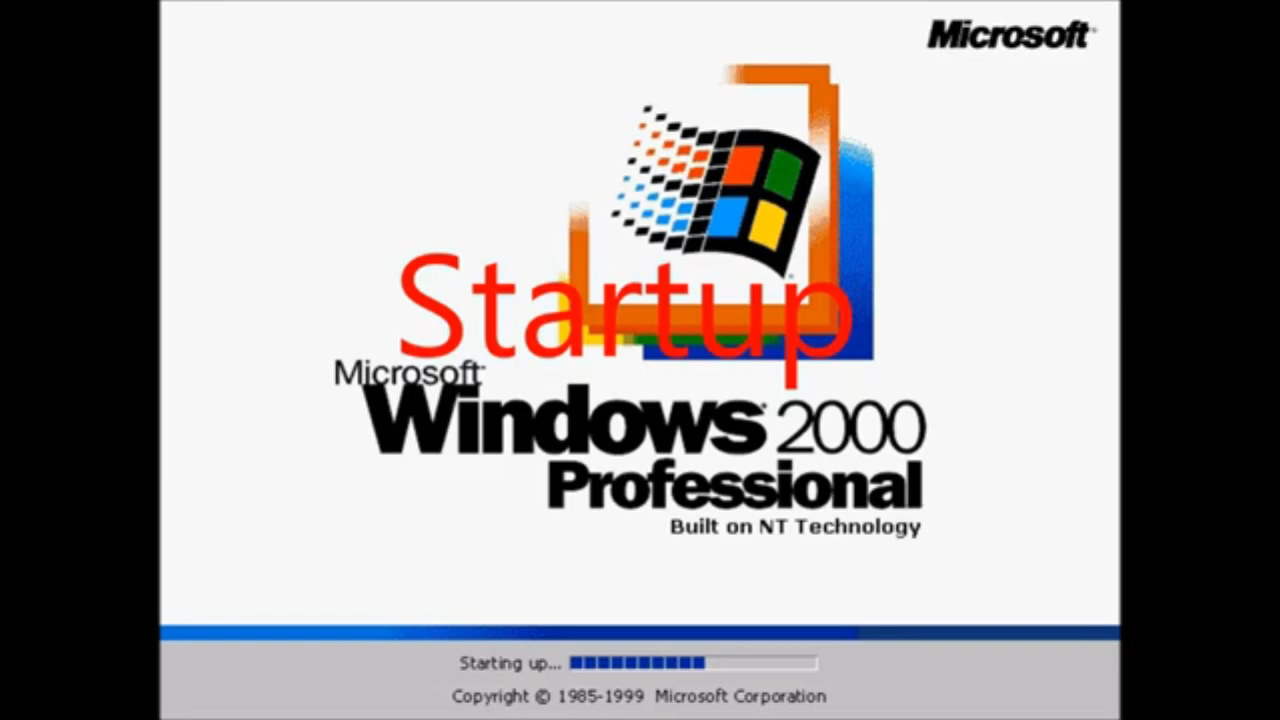 Microsoft
Startup
Microsoft
Windows 2000
Professional
Built on NT Technology
Starting up...
Copyright © 1985-1999 Microsoft Corporation